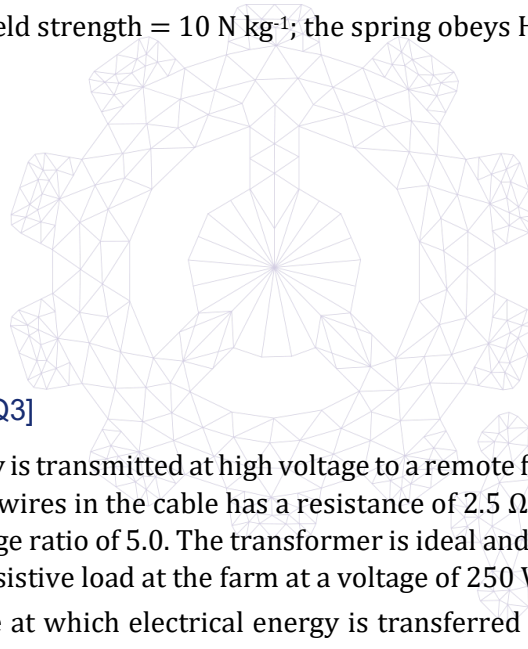 eld strength = 10 N kg⁻¹; the spring obeys H
Q3]
y is transmitted at high voltage to a remote f
wires in the cable has a resistance of 2.5 Ω
ge ratio of 5.0. The transformer is ideal and
sistive load at the farm at a voltage of 250 V
e at which electrical energy is transferred